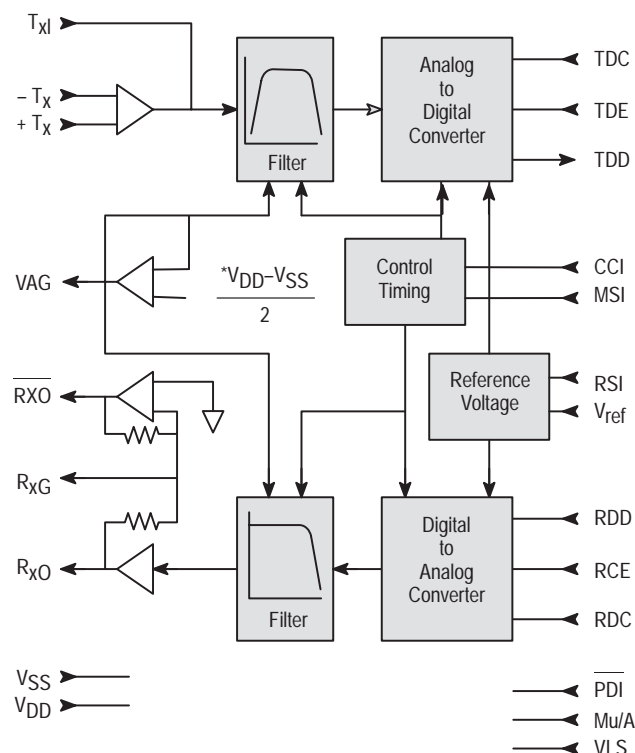 TxI
– Tx
+ Tx
Filter
Analog
to
Digital
Converter
TDC
TDE
TDD
VAG
*VDD–VSS
2
Control
Timing
CCI
MSI
RXO
Reference
Voltage
RSI
Vref
RxG
RxO
Filter
Digital
to
Analog
Converter
RDD
RCE
RDC
VSS
VDD
PDI
Mu/A
VLS